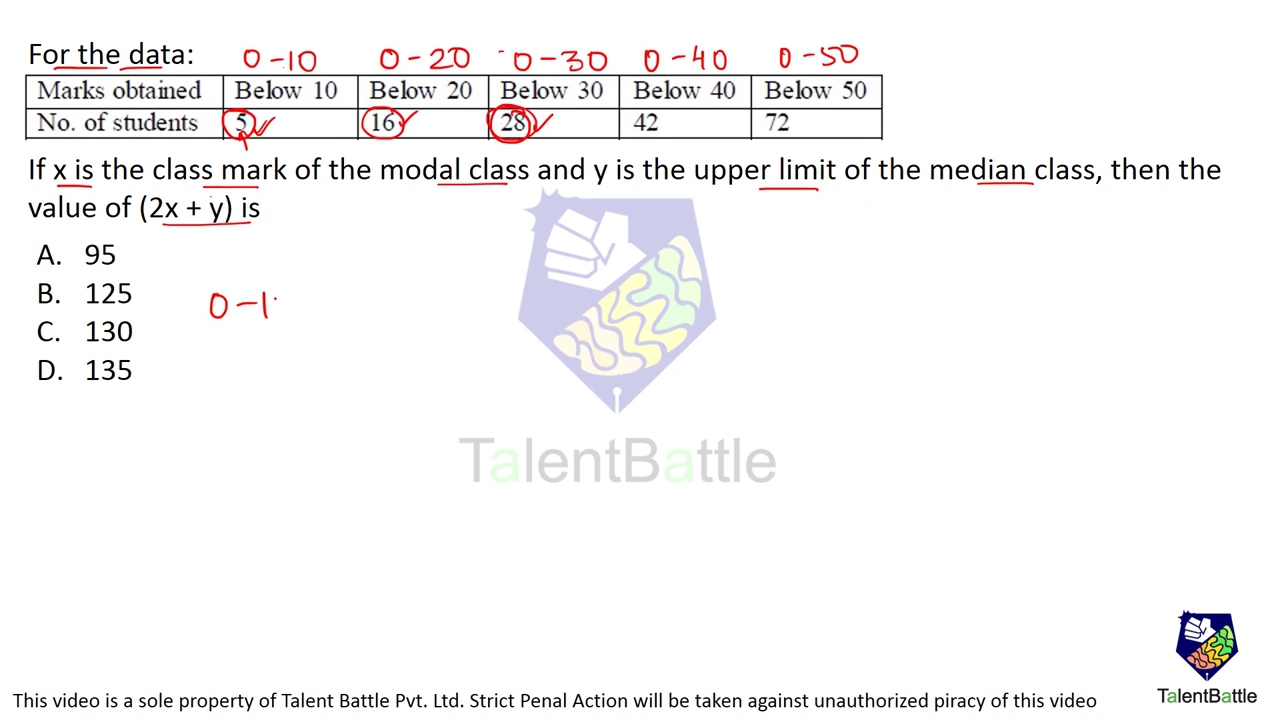 For the data: 0-10 0-20 0-30 0-40 0-50
Marks obtained Below 10 Below 20 Below 30 Below 40 Below 50
No. of students 5 16 28 42 72
If x is the class mark of the modal class and y is the upper limit of the median class, then the
value of (2x + y) is
A. 95
B. 125
0-1
C. 130
D. 135
TalentBattle
TalentBattle
This video is a sole property of Talent Battle Pvt. Ltd. Strict Penal Action will be taken against unauthorized piracy of this video